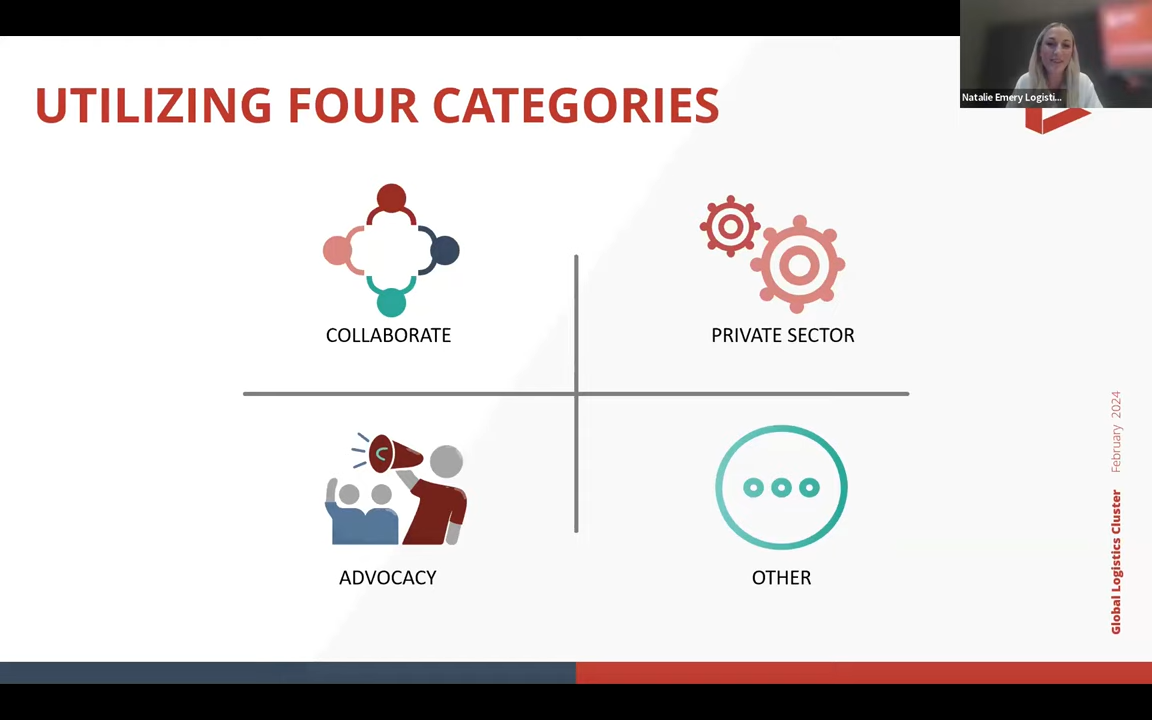 UTILIZING FOUR CATEGORIES
Natalie Emery Logisti...
COLLABORATE
PRIVATE SECTOR
ADVOCACY
OTHER
Global Logistics Cluster February 2024